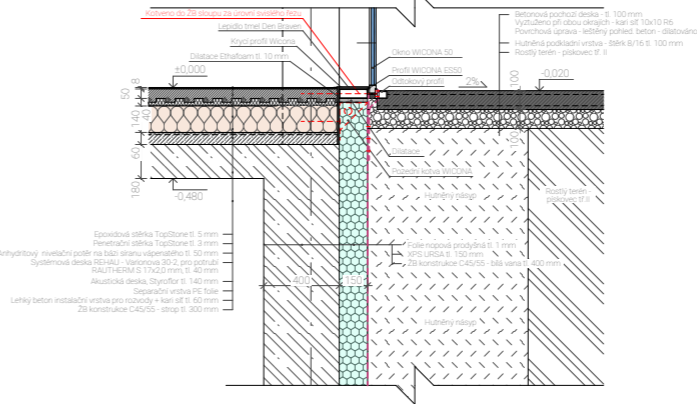 Kotveno do ŽB sloupu za úrovni svislého řezu
Lepidlo tmel Den Braven
Krycí profil Wicona
Dilatace Ethafoam tl. 10 mm
±0,000
50
8
140
40
60
180
-0,480
Betonová pochozí deska - tl. 100 mm
Vyztuženo při obou okrajích - kari síť 10x10 R6
Povrchová úprava - leštěný pohled. beton - dilatováno
Hutněná podkladní vrstva - štěrk 8/16 tl. 100 mm
Rostlý terén - pískovec tř. II
Okno WICONA 50
Profil WICONA ES50
Odtokový profil
2%
100
-0,020
100
Dilatace
Pozední kotva WICONA
Hutněný násyp
Rostlý terén -
pískovec tř.II
Epoxidová stěrka TopStone tl. 5 mm
Penetrační stěrka TopStone tl. 3 mm
Anhydritový nivelační potěr na bázi síranu vápenatého tl. 50 mm
Systémová deska REHAU - Varionova 30-2, pro potrubí
RAUTHERM S 17x2,0 mm, tl. 40 mm
Akustická deska, Styroflor tl. 140 mm
Separační vrstva PE folie
Lehký beton instalační vrstva pro rozvody + kari síť tl. 60 mm
ŽB konstrukce C45/55 - strop tl. 300 mm
Folie nopová prodyšná tl. 1 mm
XPS URSA tl. 150 mm
ŽB konstrukce C45/55 - bílá vana tl. 400 mm
400
150
Hutněný násyp